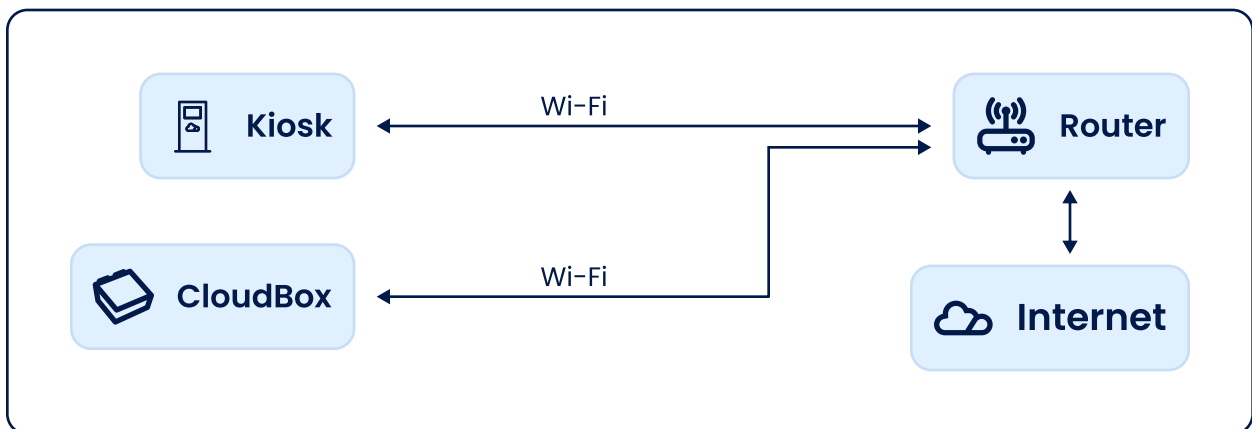 Wi-Fi
Kiosk
Router
Wi-Fi
CloudBox
Internet